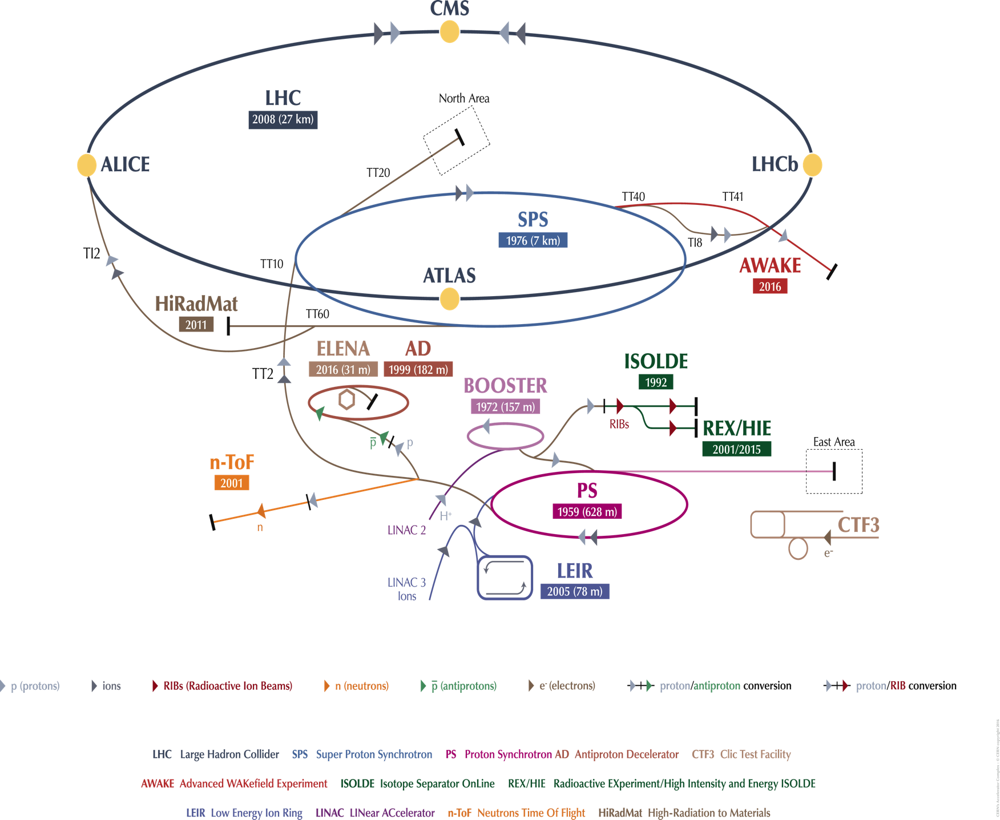 CMS
LHC
2008 (27 km)
North Area
ALICE
LHCb
TT20
TT40
TT41
SPS
1976 (7 km)
TI8
TI2
TT10
ATLAS
AWAKE
2016
HiRadMat
2011
TT60
ELENA
2016 (31 m)
AD
1999 (182 m)
TT2
ISOLDE
1992
BOOSTER
1972 (157 m)
RIBs
REX/HIE
2001/2015
p̅
p
East Area
n-ToF
2001
n
PS
1959 (628 m)
H⁺
LINAC 2
CTF3
e⁻
LEIR
2005 (78 m)
LINAC 3
Ions
p (protons) ions RIBs (Radioactive Ion Beams) n (neutrons) p̅ (antiprotons) e⁻ (electrons) proton/antiproton conversion proton/RIB conversion
LHC Large Hadron Collider SPS Super Proton Synchrotron PS Proton Synchrotron AD Antiproton Decelerator CTF3 Clic Test Facility
AWAKE Advanced WAKefield Experiment ISOLDE Isotope Separator OnLine REX/HIE Radioactive EXperiment/High Intensity and Energy ISOLDE
LEIR Low Energy Ion Ring LINAC LINear ACcelerator n-ToF Neutrons Time Of Flight HiRadMat High-Radiation to Materials
CERN's Accelerator Complex - © CERN copyright 2016